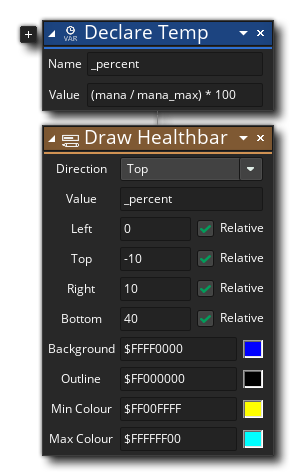 + VAR Declare Temp
Name _percent
Value (mana / mana_max) * 100
Draw Healthbar
Direction Top
Value _percent
Left 0 Relative
Top -10 Relative
Right 10 Relative
Bottom 40 Relative
Background $FFFF0000
Outline $FF000000
Min Colour $FF00FFFF
Max Colour $FFFFFF00